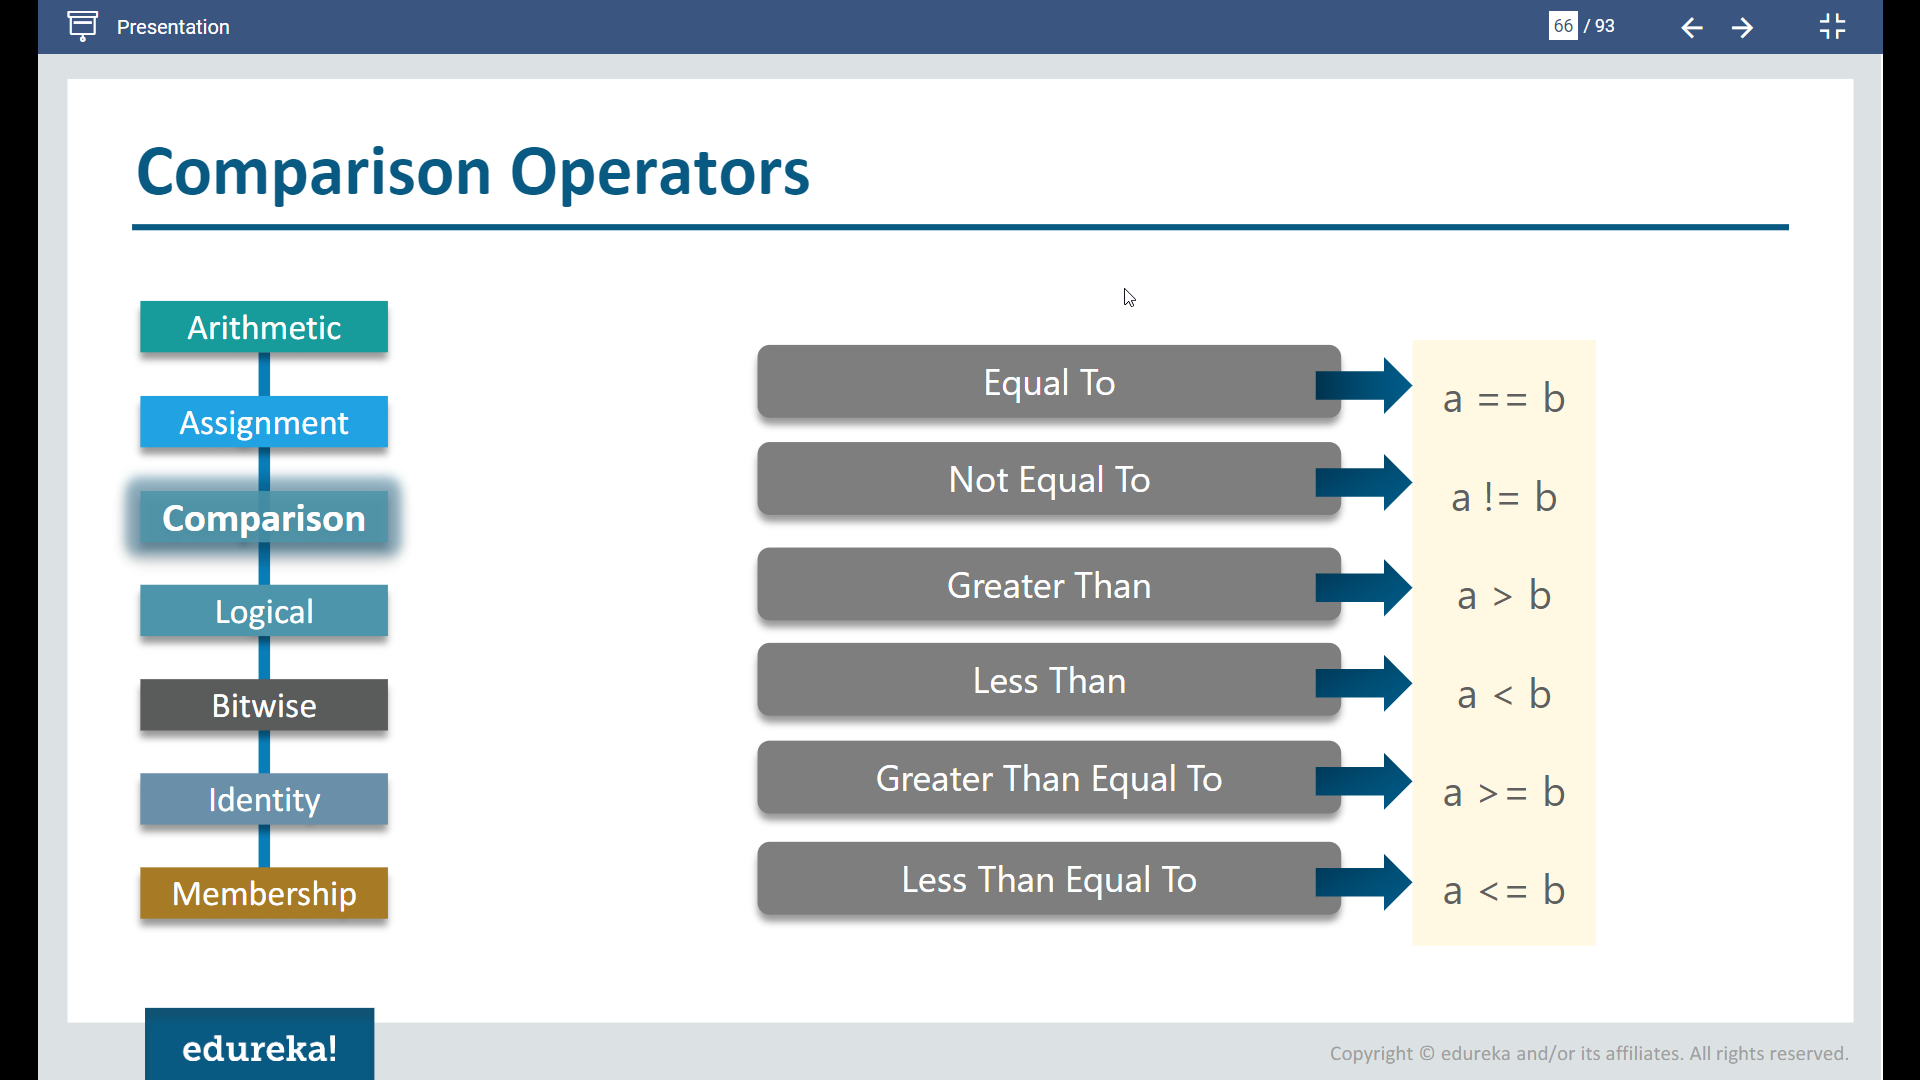 Presentation
66 / 93
Comparison Operators
Arithmetic
Assignment
Comparison
Logical
Bitwise
Identity
Membership
Equal To
a == b
Not Equal To
a != b
Greater Than
a > b
Less Than
a < b
Greater Than Equal To
a >= b
Less Than Equal To
a <= b
edureka!
Copyright © edureka and/or its affiliates. All rights reserved.